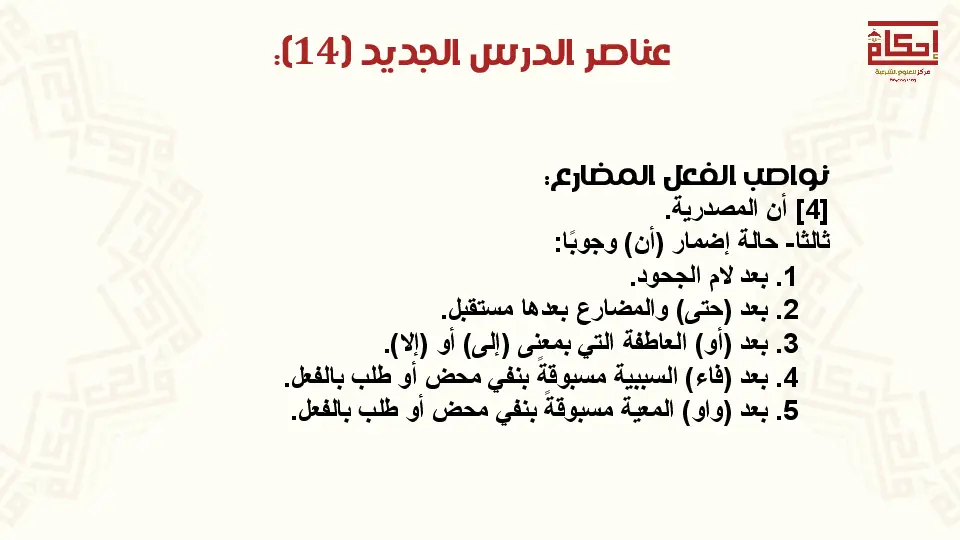 عناصر الدرس الجديد (14):
إحكام
مركز للعلوم الشرعية
نواصب الفعل المضارع:
[4] أن المصدرية.
ثالثا- حالة إضمار (أن) وجوبًا:
1. بعد لام الجحود.
2. بعد (حتى) والمضارع بعدها مستقبل.
3. بعد (أو) العاطفة التي بمعنى (إلى) أو (إلا).
4. بعد (فاء) السببية مسبوقةً بنفي محض أو طلب بالفعل.
5. بعد (واو) المعية مسبوقةً بنفي محض أو طلب بالفعل.